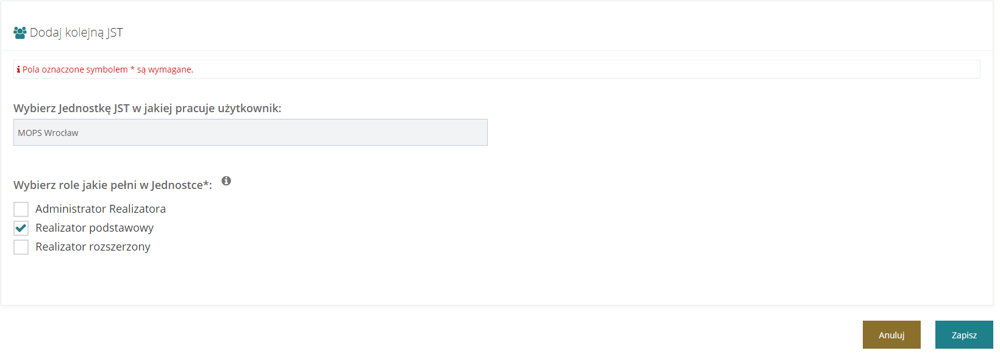 Dodaj kolejną JST
Pola oznaczone symbolem * są wymagane.
Wybierz Jednostkę JST w jakiej pracuje użytkownik:
MOPS Wrocław
Wybierz role jakie pełni w Jednostce*:
Administrator Realizatora
Realizator podstawowy
Realizator rozszerzony
Anuluj Zapisz